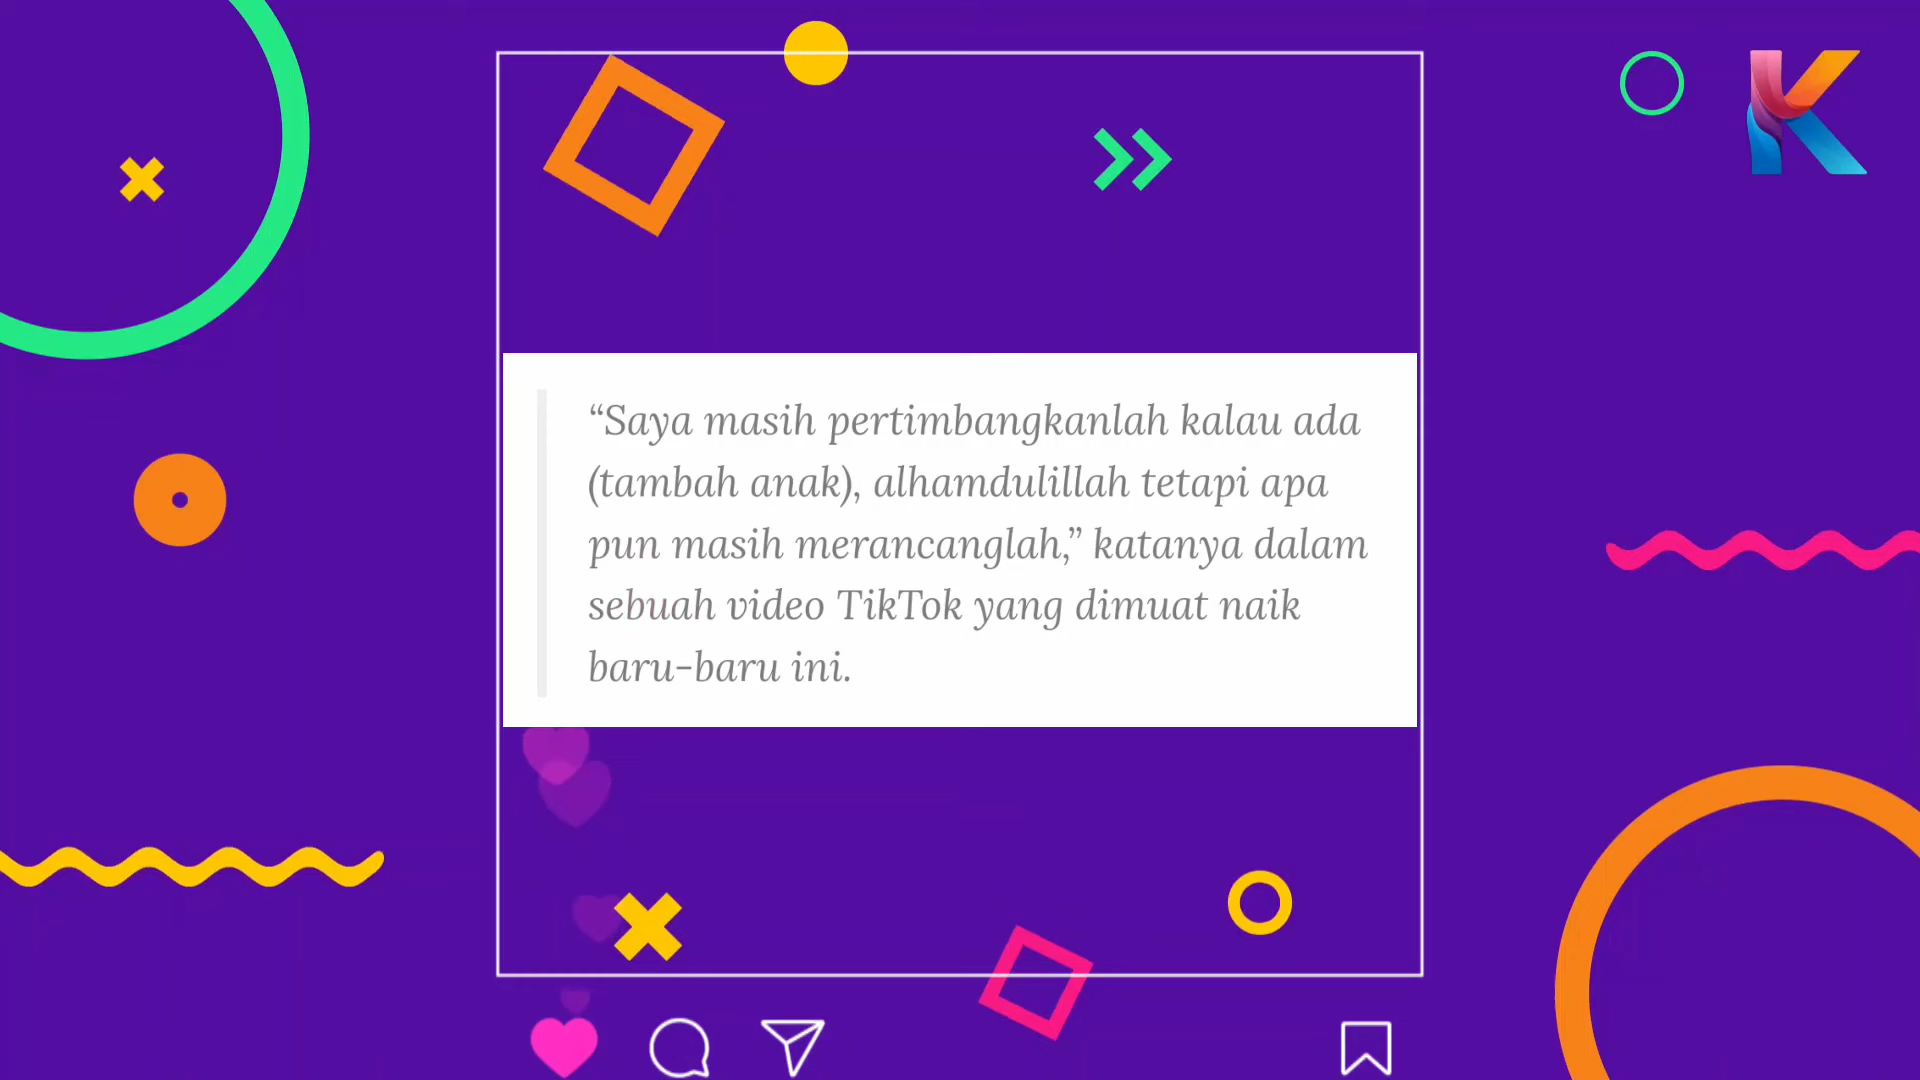 “Saya masih pertimbangkanlah kalau ada
(tambah anak), alhamdulillah tetapi apa
pun masih merancanglah,” katanya dalam
sebuah video TikTok yang dimuat naik
baru-baru ini.